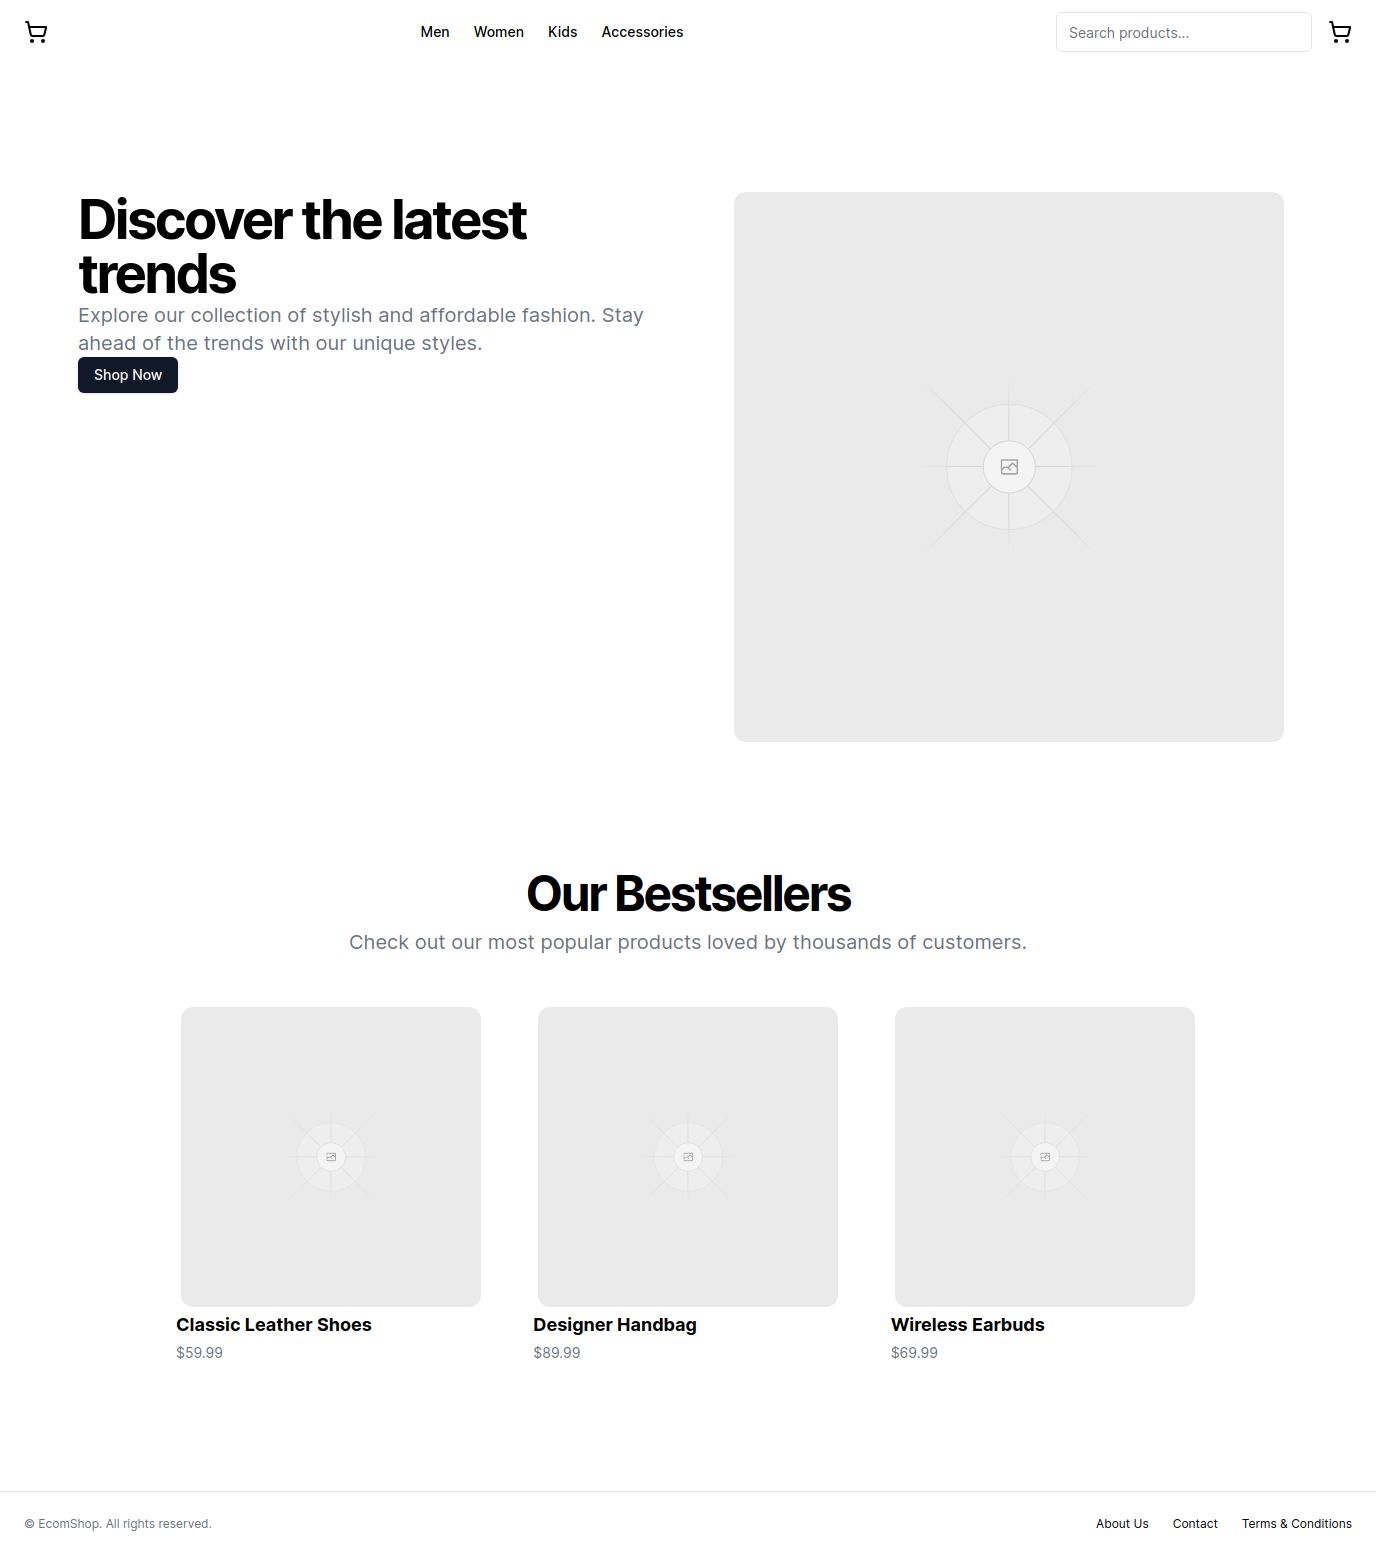 Men Women Kids Accessories Search products...
Discover the latest
trends
Explore our collection of stylish and affordable fashion. Stay
ahead of the trends with our unique styles.
Shop Now
Our Bestsellers
Check out our most popular products loved by thousands of customers.
Classic Leather Shoes
$59.99
Designer Handbag
$89.99
Wireless Earbuds
$69.99
© EcomShop. All rights reserved. About Us Contact Terms & Conditions